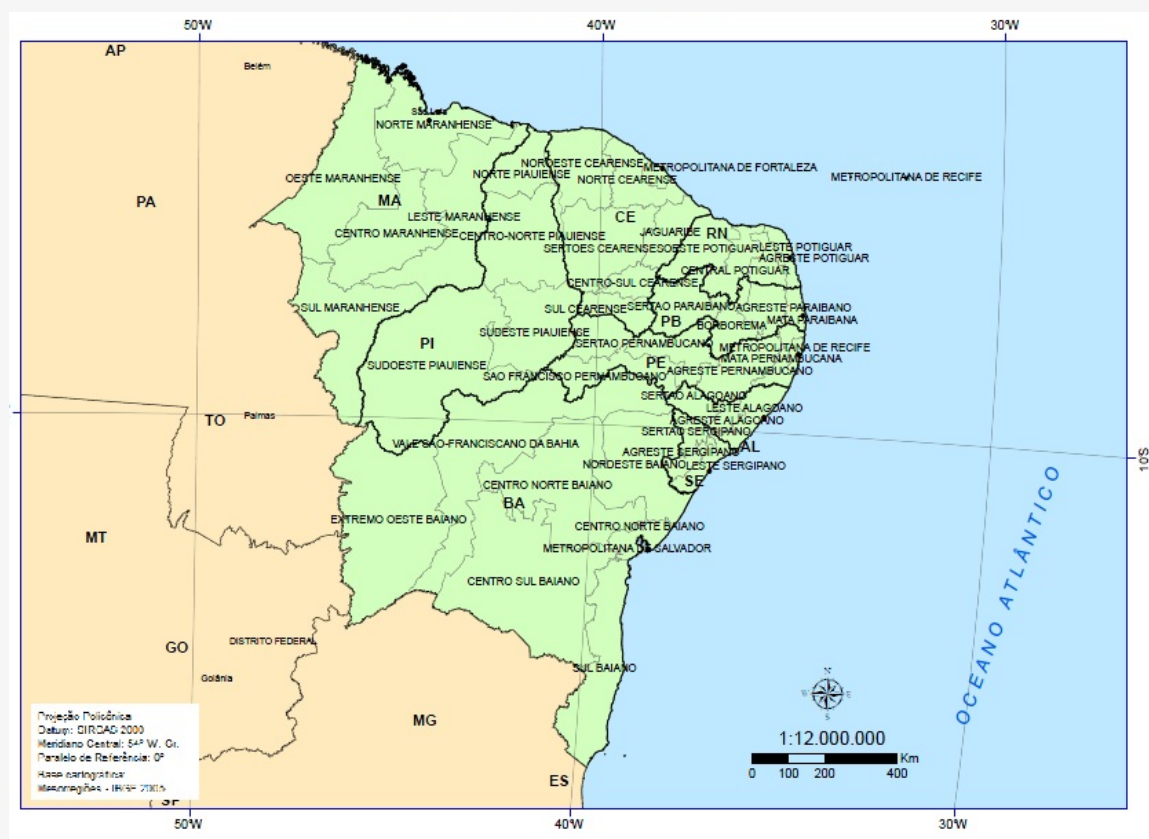 50°W
40°W
30°W
AP
Belém
São Luís
NORTE MARANHENSE
NOROESTE CEARENSE
METROPOLITANA DE FORTALEZA
NORTE PIAUIENSE
NORTE CEARENSE
METROPOLITANA DE RECIFE
OESTE MARANHENSE
PA
MA
LESTE MARANHENSE
CE
CENTRO MARANHENSE
CENTRO-NORTE PIAUIENSE
JAGUARIBE
RN
SERTOES CEARENSES
OESTE POTIGUAR
LESTE POTIGUAR
AGRESTE POTIGUAR
CENTRAL POTIGUAR
CENTRO-SUL CEARENSE
SUL MARANHENSE
SUL CEARENSE
SERTAO PARAIBANO
AGRESTE PARAIBANO
PB
BORBOREMA
MATA PARAIBANA
SUDESTE PIAUIENSE
PI
SERTAO PERNAMBUCANO
METROPOLITANA DE RECIFE
MATA PERNAMBUCANA
SUDOESTE PIAUIENSE
PE
SAO FRANCISCO PERNAMBUCANO
AGRESTE PERNAMBUCANO
SERTAO ALAGOANO
LESTE ALAGOANO
TO
Palmas
AGRESTE ALAGOANO
SERTAO SERGIPANO
VALE SAO-FRANCISCANO DA BAHIA
AL
AGRESTE SERGIPANO
10°S
NORDESTE BAIANO
LESTE SERGIPANO
CENTRO NORTE BAIANO
SE
BA
EXTREMO OESTE BAIANO
CENTRO NORTE BAIANO
MT
METROPOLITANA DE SALVADOR
CENTRO SUL BAIANO
OCEANO ATLÂNTICO
DISTRITO FEDERAL
GO
Goiânia
SUL BAIANO
N
W E
S
MG
Projeção Policônica
Datum: SIRGAS 2000
Meridiano Central: 54º W. Gr.
Paralelo de Referência: 0º
Base cartográfica:
Mesorregiões - IBGE 2005
1:12.000.000
Km
0 100 200 400
ES
SP
50°W
40°W
30°W